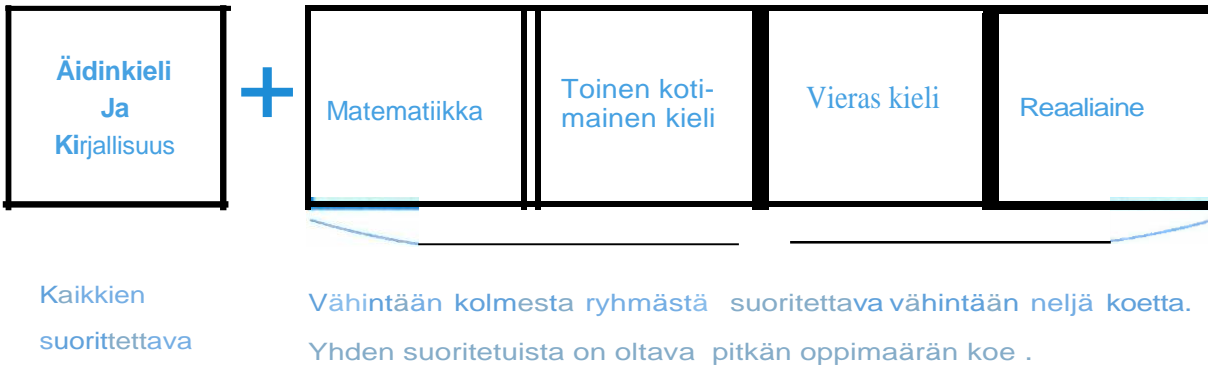 Äidinkieli
Ja
Kirjallisuus
+
Matematiikka
Toinen koti-
mainen kieli
Vieras kieli
Reaaliaine
Kaikkien
suorittettava
Vähintään kolmesta ryhmästä suoritettava vähintään neljä koetta.
Yhden suoritetuista on oltava pitkän oppimaärän koe .